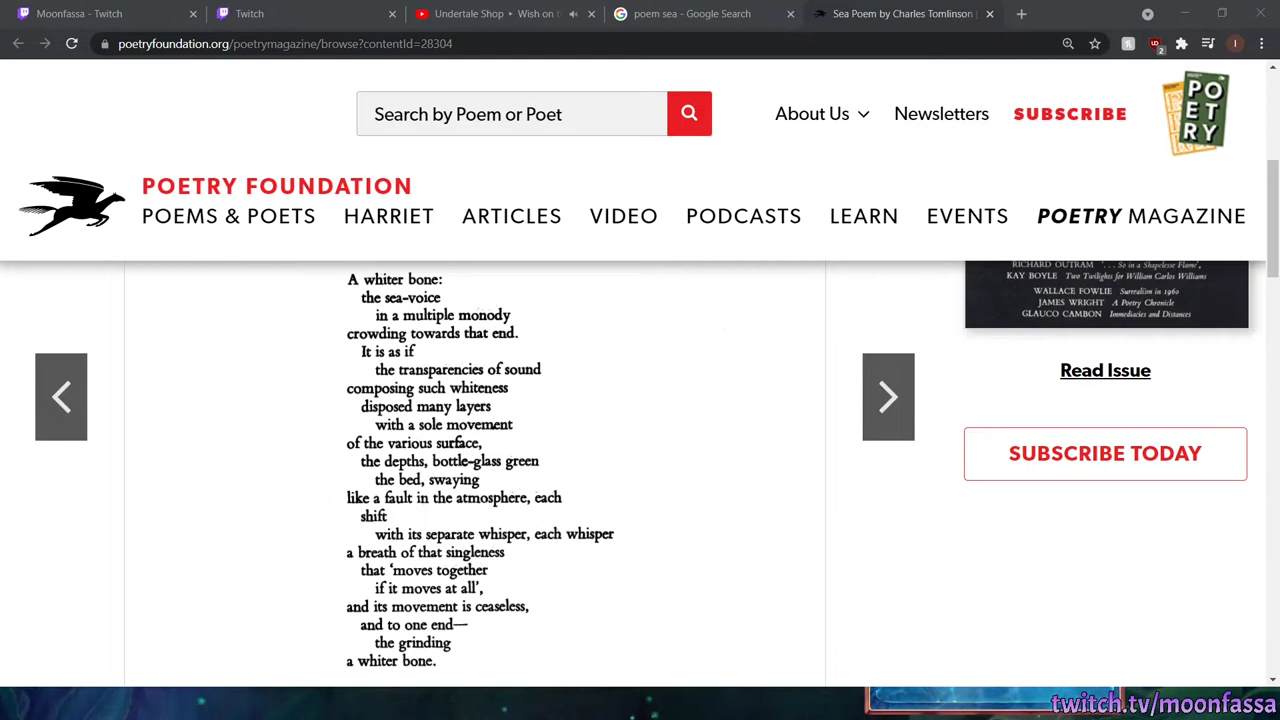 Moonfassa - Twitch
Twitch
Undertale Shop • Wish on t
poem sea - Google Search
Sea Poem by Charles Tomlinson |
poetryfoundation.org/poetrymagazine/browse?contentId=28304
2
I
Search by Poem or Poet
About Us
Newsletters
SUBSCRIBE
PO
ET
RY
POETRY FOUNDATION
POEMS & POETS
HARRIET
ARTICLES
VIDEO
PODCASTS
LEARN
EVENTS
POETRY MAGAZINE
A whiter bone:
the sea-voice
in a multiple monody
crowding towards that end.
It is as if
the transparencies of sound
composing such whiteness
disposed many layers
with a sole movement
of the various surface,
the depths, bottle-glass green
the bed, swaying
like a fault in the atmosphere, each
shift
with its separate whisper, each whisper
a breath of that singleness
that ‘moves together
if it moves at all’,
and its movement is ceaseless,
and to one end—
the grinding
a whiter bone.
RICHARD OUTRAM '. . . So in a Shapelesse Flame',
KAY BOYLE Two Twilights for William Carlos Williams
WALLACE FOWLIE Surrealism in 1960
JAMES WRIGHT A Poetry Chronicle
GLAUCO CAMBON Immediacies and Distances
Read Issue
SUBSCRIBE TODAY
twitch.tv/moonfassa